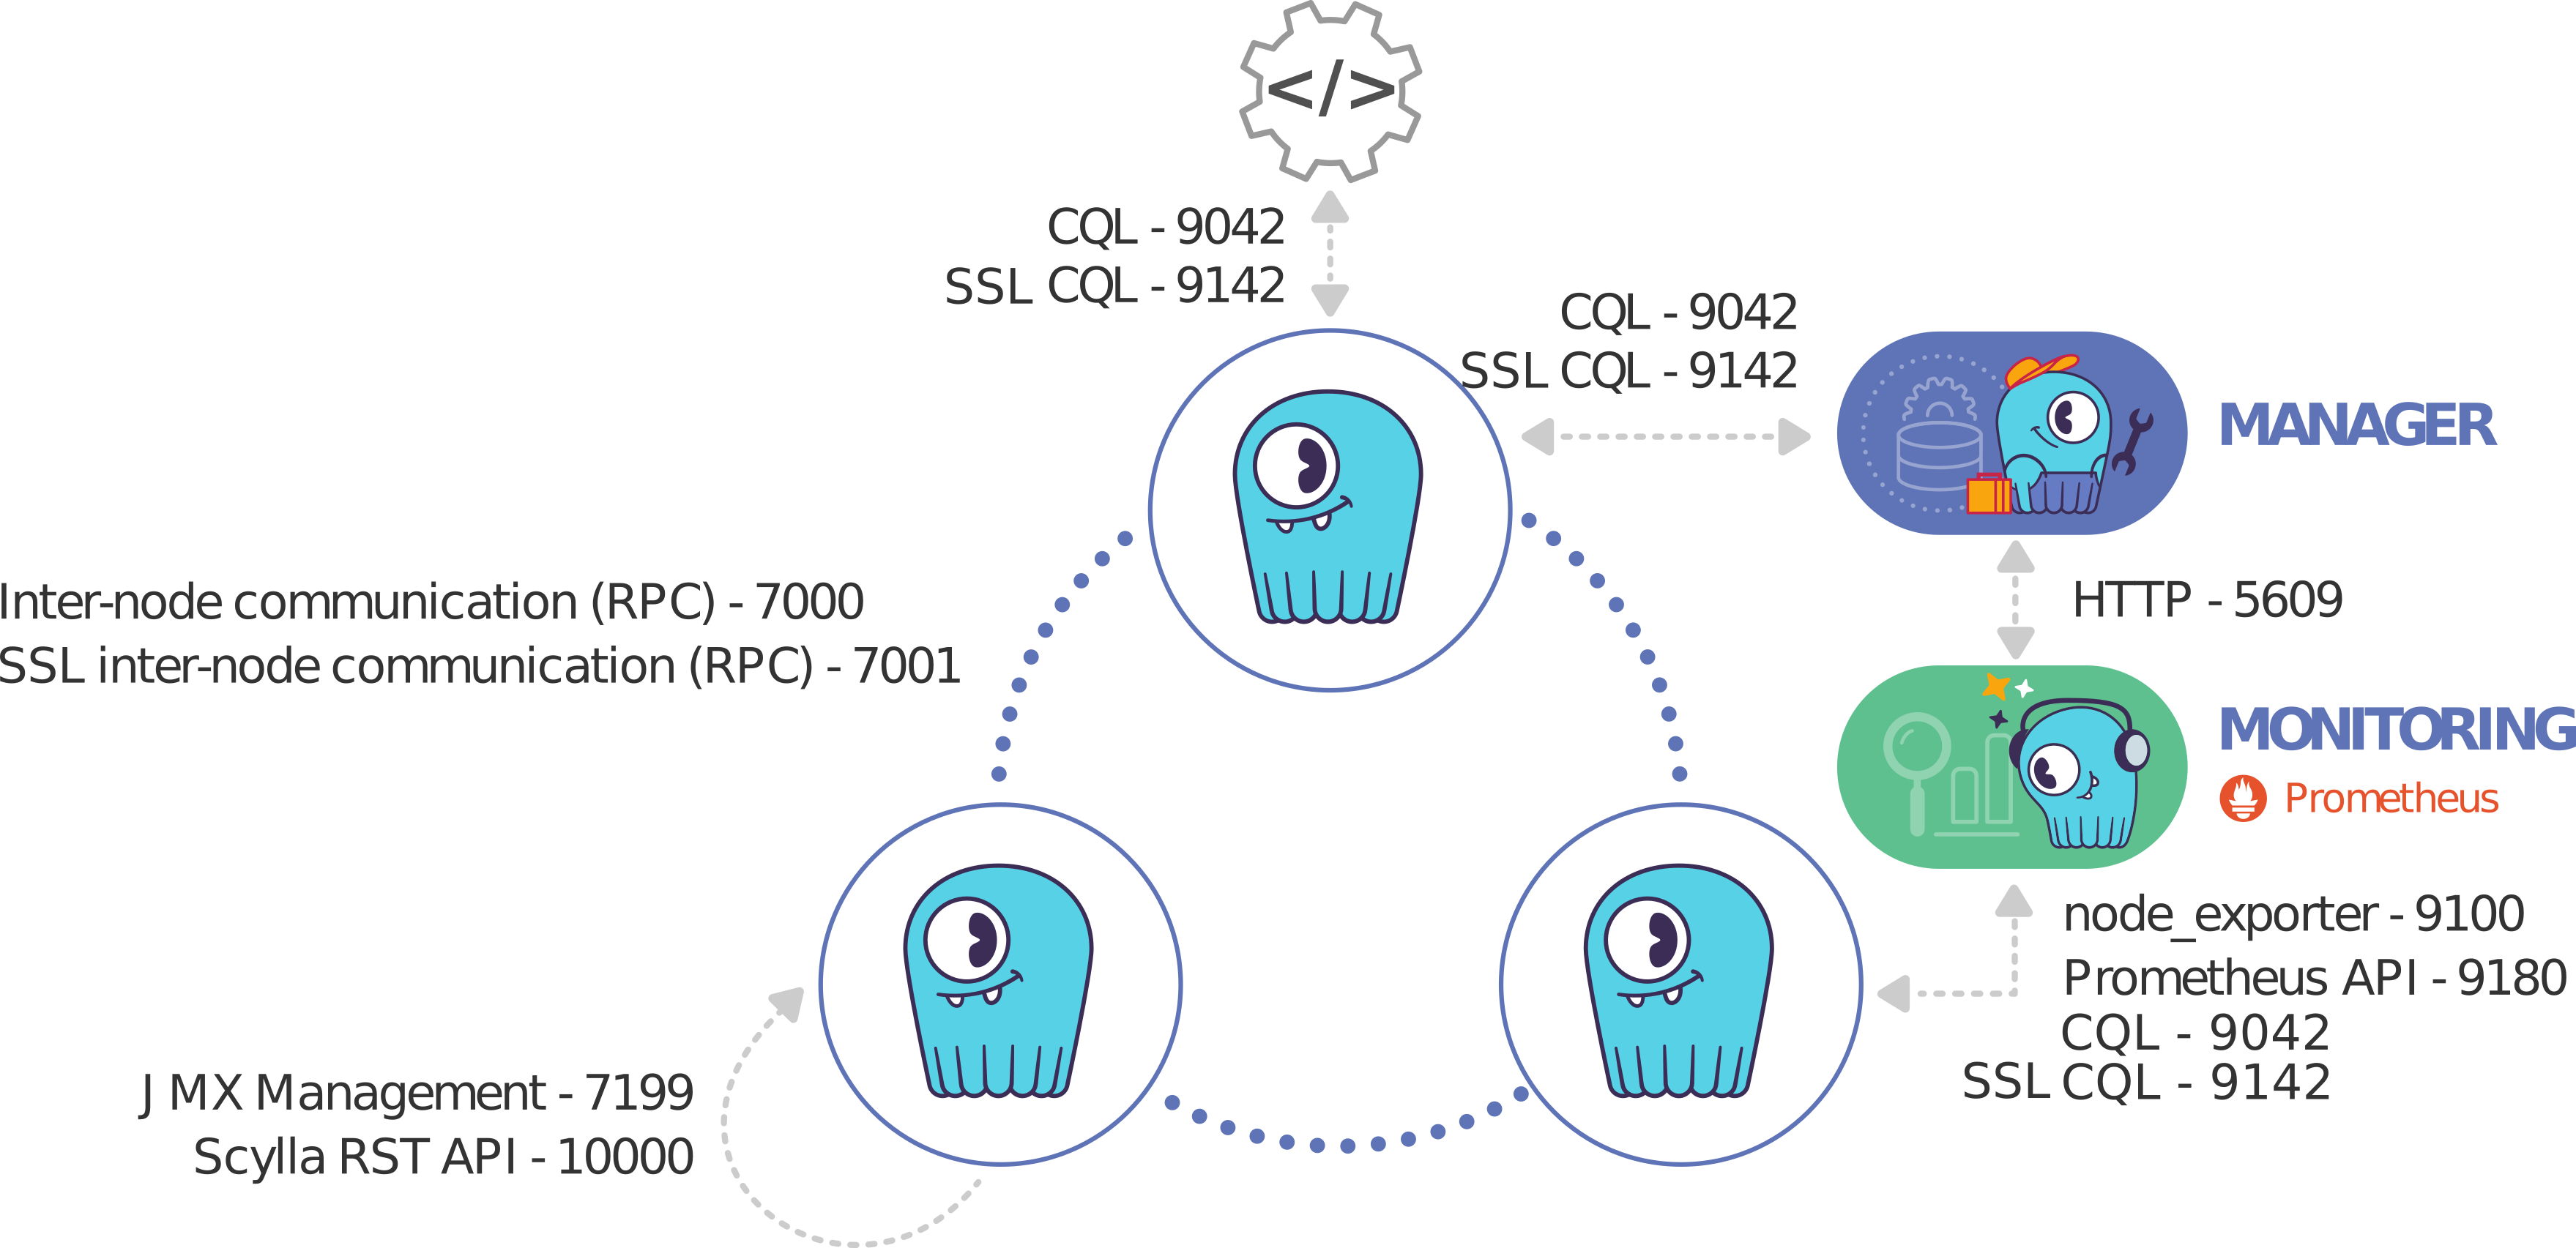 </>
CQL - 9042
SSL CQL - 9142
CQL - 9042
SSL CQL - 9142
MANAGER
Inter-node communication (RPC) - 7000
SSL inter-node communication (RPC) - 7001
HTTP - 5609
MONITORING
Prometheus
node_exporter - 9100
Prometheus API - 9180
CQL - 9042
SSL CQL - 9142
JMX Management - 7199
Scylla RST API - 10000